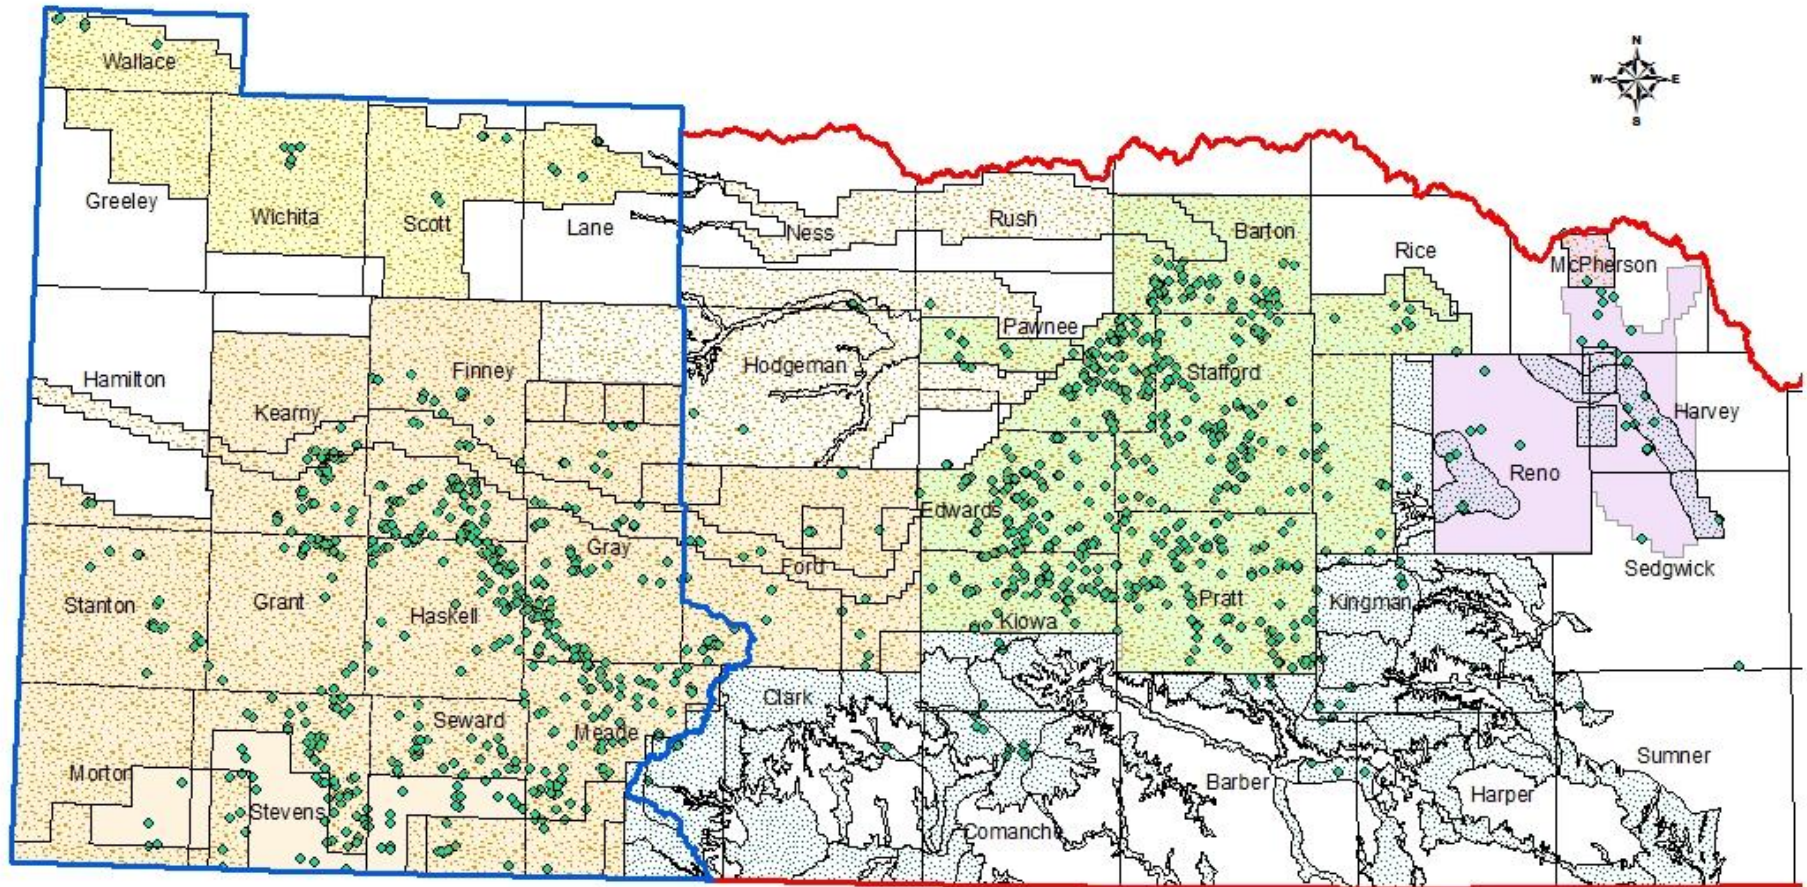 N
W E
S
Wallace
Greeley
Wichita
Scott
Lane
Ness
Rush
Barton
Rice
McPherson
Hamilton
Kearny
Finney
Hodgeman
Pawnee
Stafford
Harvey
Reno
Edwards
Gray
Ford
Sedgwick
Stanton
Grant
Haskell
Kiowa
Pratt
Kingman
Clark
Seward
Meade
Morton
Stevens
Comanche
Barber
Harper
Sumner